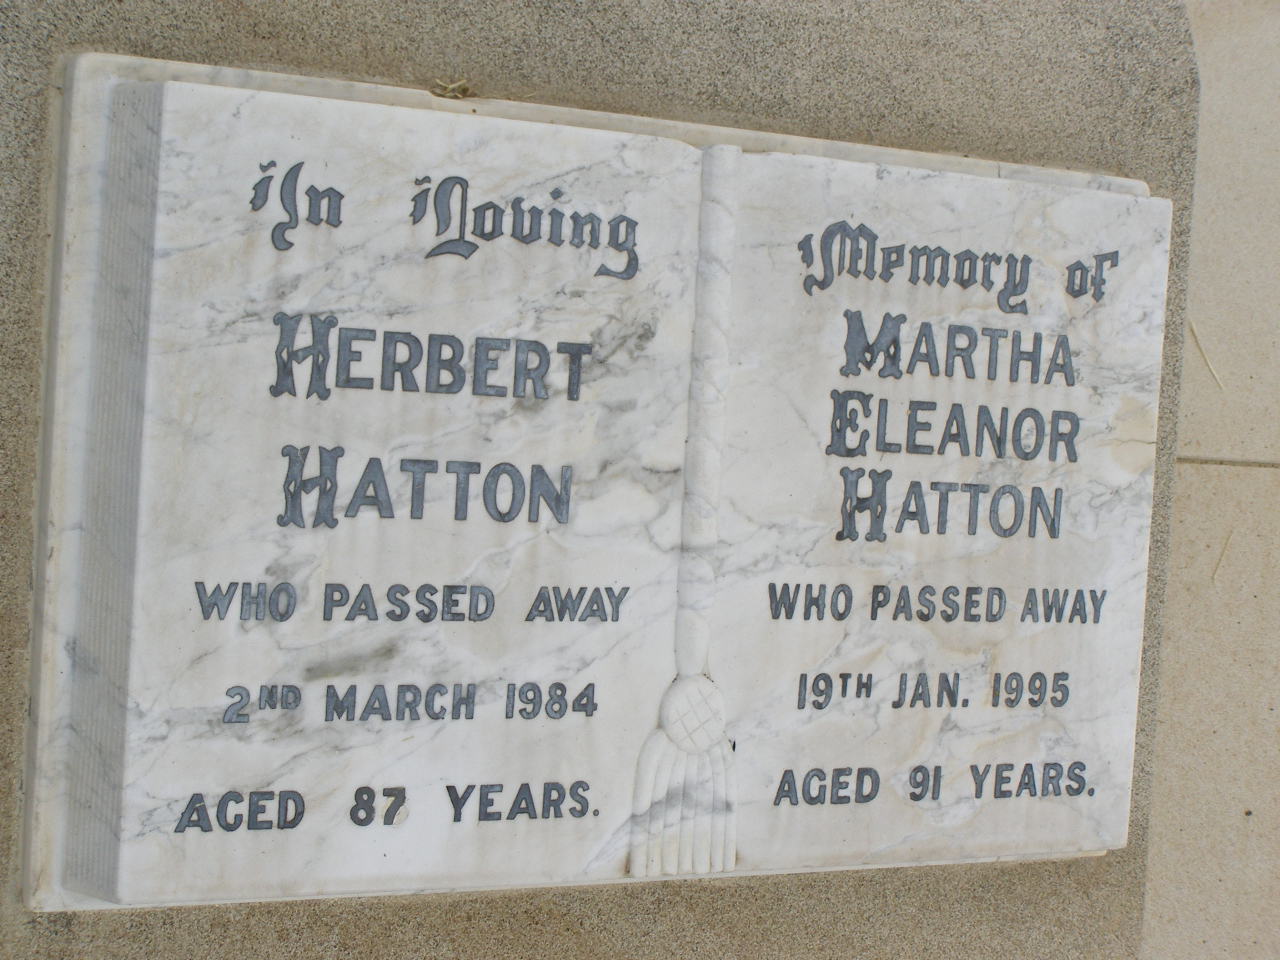 In Loving
HERBERT
HATTON
WHO PASSED AWAY
2ND MARCH 1984
AGED 87 YEARS.
Memory of
MARTHA
ELEANOR
HATTON
WHO PASSED AWAY
19TH JAN. 1995
AGED 91 YEARS.